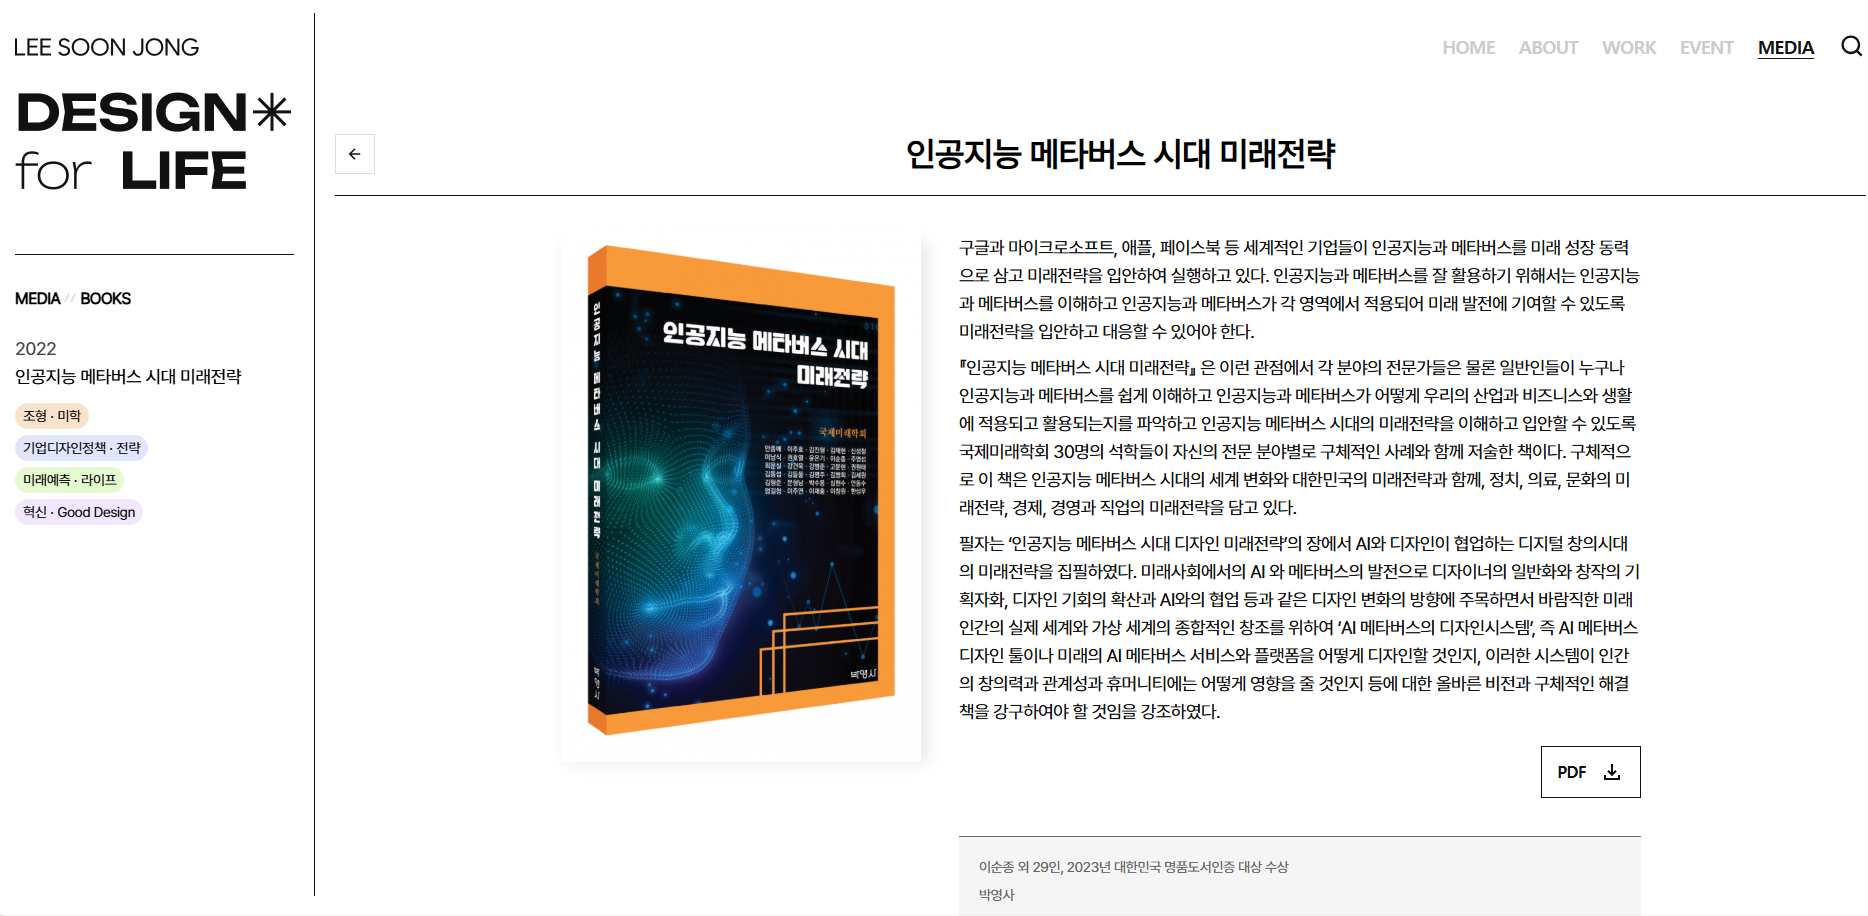 LEE SOON JONG
DESIGN
for LIFE
HOME ABOUT WORK EVENT MEDIA
인공지능 메타버스 시대 미래전략
MEDIA // BOOKS
2022
인공지능 메타버스 시대 미래전략
조형 · 미학
기업디자인정책 · 전략
미래예측 · 라이프
혁신 · Good Design
인공지능 메타버스 시대 미래전략
국제미래학회
박영사
인공지능 메타버스 시대
미래전략
국제미래학회
박영사
구글과 마이크로소프트, 애플, 페이스북 등 세계적인 기업들이 인공지능과 메타버스를 미래 성장 동력
으로 삼고 미래전략을 입안하여 실행하고 있다. 인공지능과 메타버스를 잘 활용하기 위해서는 인공지능
과 메타버스를 이해하고 인공지능과 메타버스가 각 영역에서 적용되어 미래 발전에 기여할 수 있도록
미래전략을 입안하고 대응할 수 있어야 한다.
『인공지능 메타버스 시대 미래전략』 은 이런 관점에서 각 분야의 전문가들은 물론 일반인들이 누구나
인공지능과 메타버스를 쉽게 이해하고 인공지능과 메타버스가 어떻게 우리의 산업과 비즈니스와 생활
에 적용되고 활용되는지를 파악하고 인공지능 메타버스 시대의 미래전략을 이해하고 입안할 수 있도록
국제미래학회 30명의 석학들이 자신의 전문 분야별로 구체적인 사례와 함께 저술한 책이다. 구체적으
로 이 책은 인공지능 메타버스 시대의 세계 변화와 대한민국의 미래전략과 함께, 정치, 의료, 문화의 미
래전략, 경제, 경영과 직업의 미래전략을 담고 있다.
필자는 ‘인공지능 메타버스 시대 디자인 미래전략’의 장에서 AI와 디자인이 협업하는 디지털 창의시대
의 미래전략을 집필하였다. 미래사회에서의 AI 와 메타버스의 발전으로 디자이너의 일반화와 창작의 기
획자화, 디자인 기회의 확산과 AI와의 협업 등과 같은 디자인 변화의 방향에 주목하면서 바람직한 미래
인간의 실제 세계와 가상 세계의 종합적인 창조를 위하여 ‘AI 메타버스의 디자인시스템’, 즉 AI 메타버스
디자인 툴이나 미래의 AI 메타버스 서비스와 플랫폼을 어떻게 디자인할 것인지, 이러한 시스템이 인간
의 창의력과 관계성과 휴머니티에는 어떻게 영향을 줄 것인지 등에 대한 올바른 비전과 구체적인 해결
책을 강구하여야 할 것임을 강조하였다.
PDF
이순종 외 29인, 2023년 대한민국 명품도서인증 대상 수상
박영사